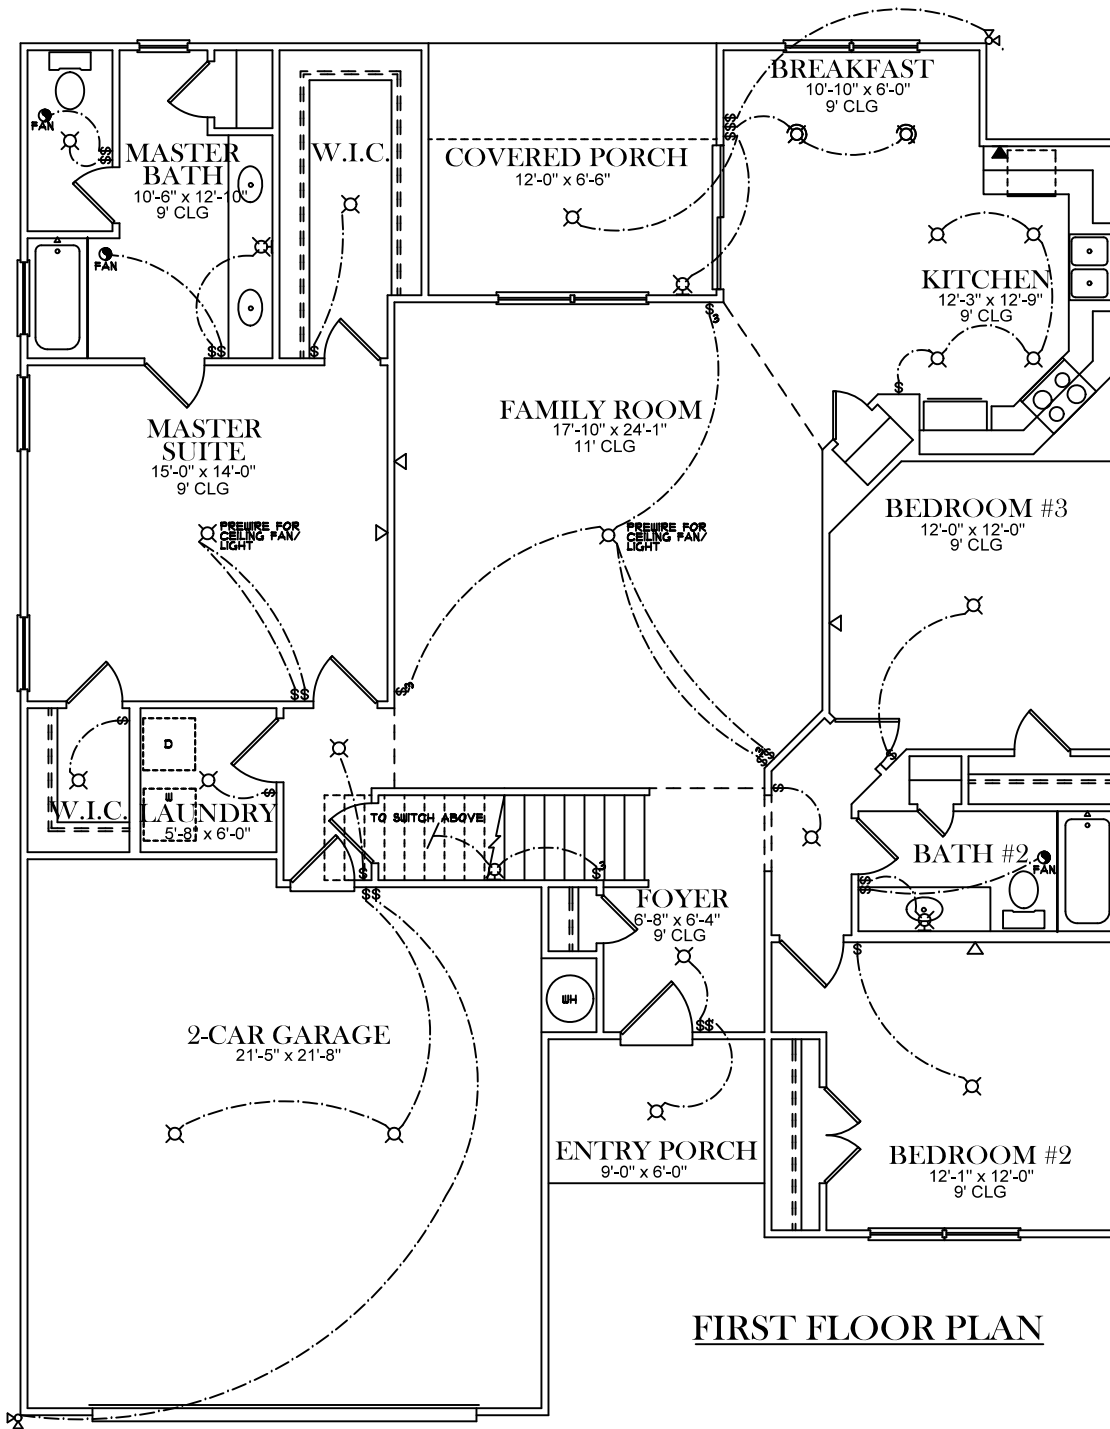 BREAKFAST
10'-10" x 6'-0"
9' CLG
FAN
MASTER
BATH
10'-6" x 12'-10"
9' CLG
FAN
W.I.C.
COVERED PORCH
12'-0" x 6'-6"
KITCHEN
12'-3" x 12'-9"
9' CLG
FAMILY ROOM
17'-10" x 24'-1"
11' CLG
MASTER
SUITE
15'-0" x 14'-0"
9' CLG
PREWIRE FOR
CEILING FAN/
LIGHT
PREWIRE FOR
CEILING FAN/
LIGHT
BEDROOM #3
12'-0" x 12'-0"
9' CLG
D
W
W.I.C.
LAUNDRY
5'-8" x 6'-0"
TO SWITCH ABOVE
BATH #2
FAN
FOYER
6'-8" x 6'-4"
9' CLG
WH
2-CAR GARAGE
21'-5" x 21'-8"
ENTRY PORCH
9'-0" x 6'-0"
BEDROOM #2
12'-1" x 12'-0"
9' CLG
FIRST FLOOR PLAN